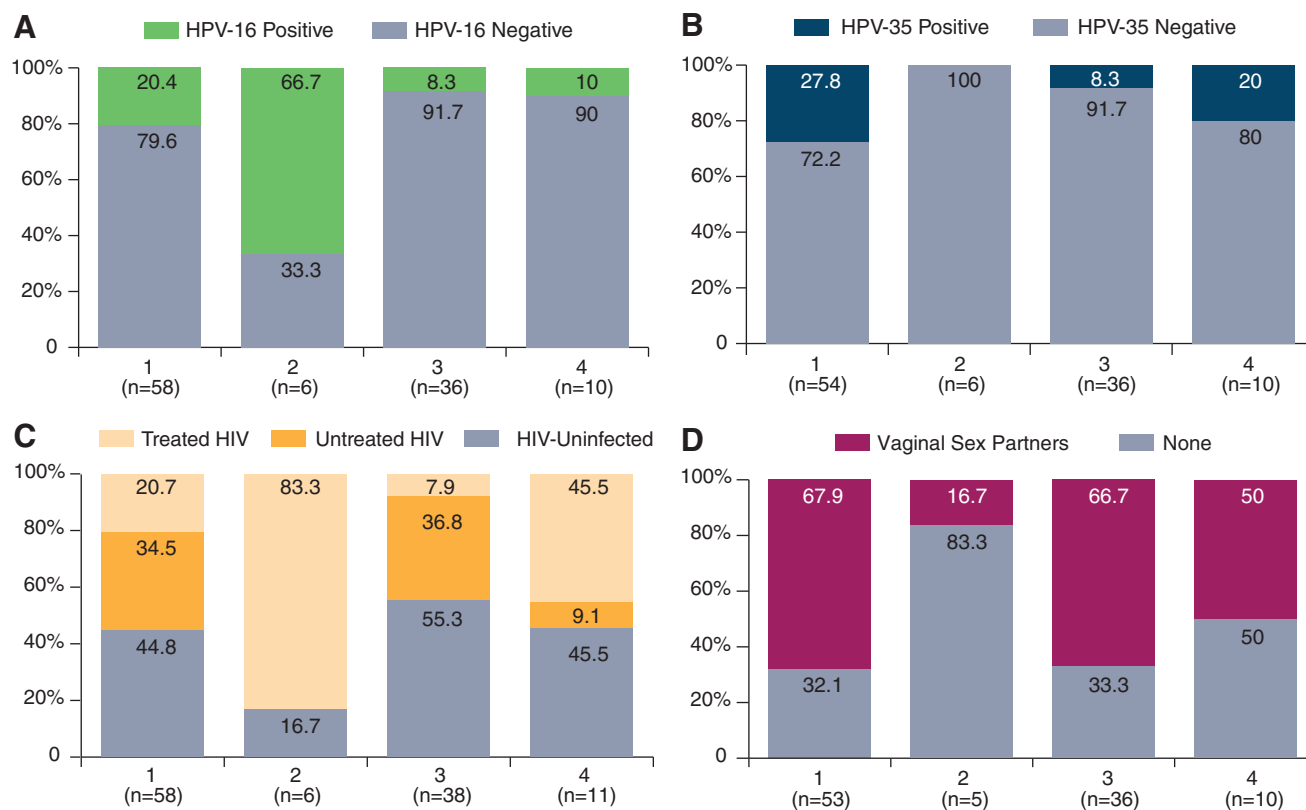 A
HPV-16 Positive HPV-16 Negative
100%
80%
60%
40%
20%
0
20.4 66.7 8.3 10
79.6 33.3 91.7 90
1 2 3 4
(n=58) (n=6) (n=36) (n=10)
B
HPV-35 Positive HPV-35 Negative
100%
80%
60%
40%
20%
0
27.8 100 8.3 20
72.2 91.7 80
1 2 3 4
(n=54) (n=6) (n=36) (n=10)
C
Treated HIV Untreated HIV HIV-Uninfected
100%
80%
60%
40%
20%
0
20.7 83.3 7.9 45.5
34.5 36.8 9.1
44.8 16.7 55.3 45.5
1 2 3 4
(n=58) (n=6) (n=38) (n=11)
D
Vaginal Sex Partners None
100%
80%
60%
40%
20%
0
67.9 16.7 66.7 50
32.1 83.3 33.3 50
1 2 3 4
(n=53) (n=5) (n=36) (n=10)